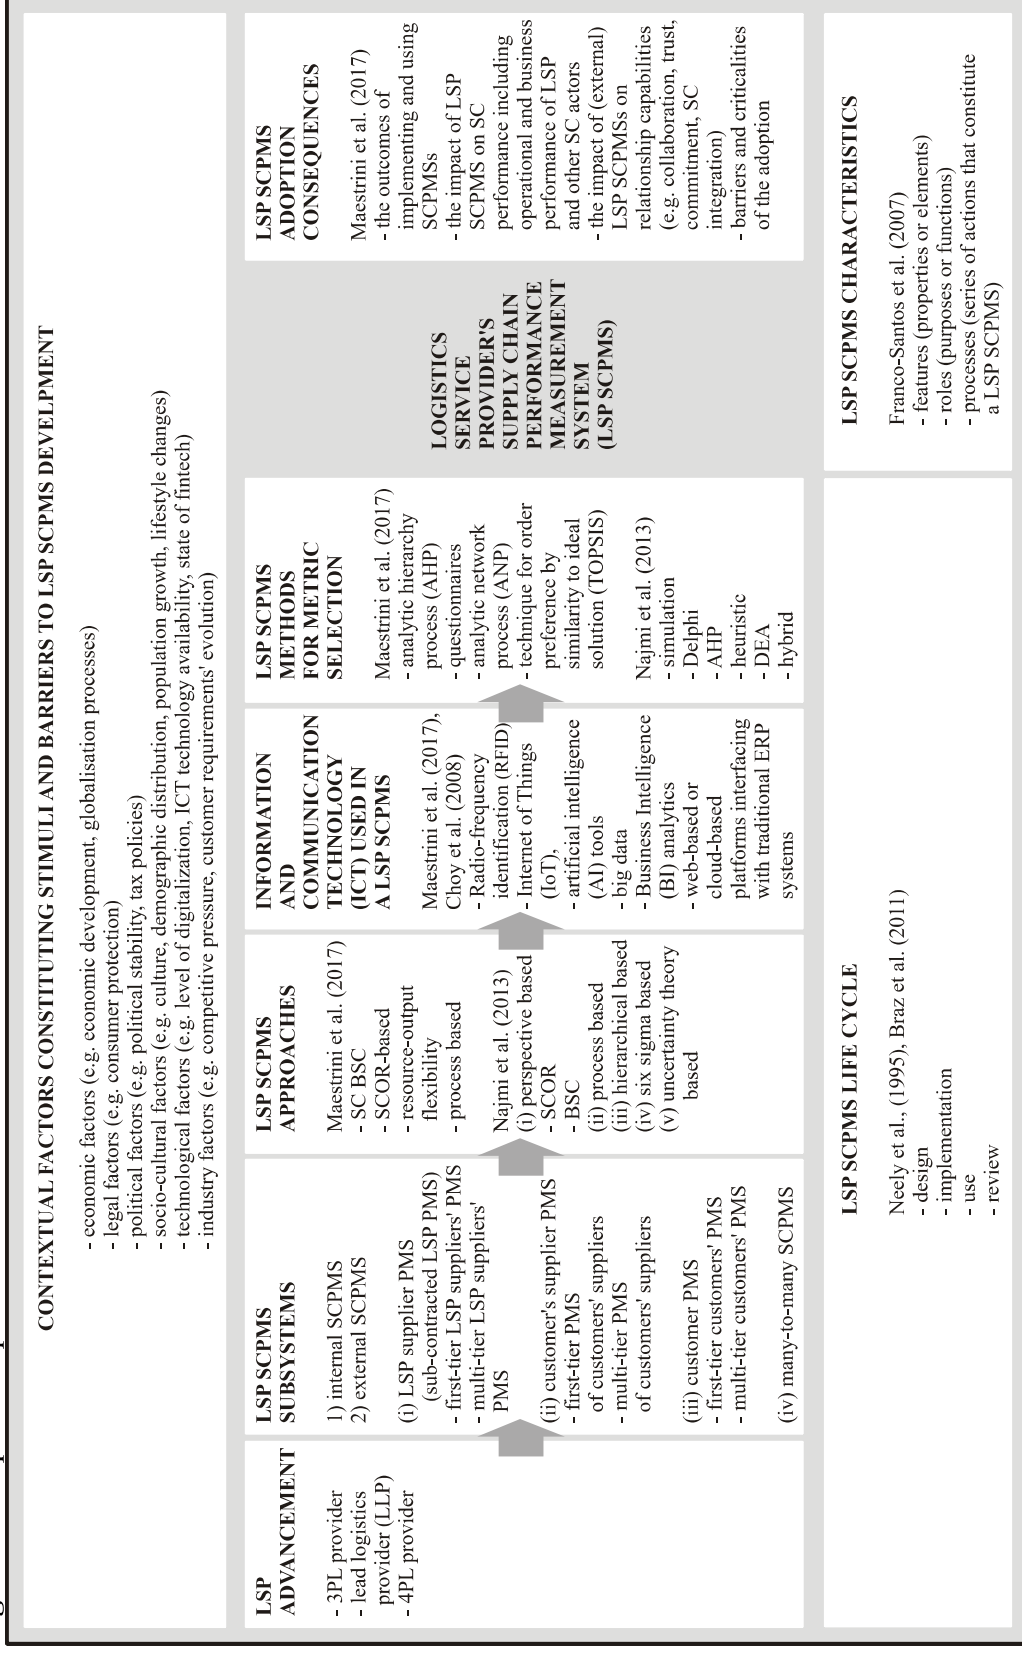 CONTEXTUAL FACTORS CONSTITUTING STIMULI AND BARRIERS TO LSP SCPMS DEVELPMENT
- economic factors (e.g. economic development, globalisation processes)
- legal factors (e.g. consumer protection)
- political factors (e.g. political stability, tax policies)
- socio-cultural factors (e.g. culture, demographic distribution, population growth, lifestyle changes)
- technological factors (e.g. level of digitalization, ICT technology availability, state of fintech)
- industry factors (e.g. competitive pressure, customer requirements' evolution)
LSP
ADVANCEMENT
- 3PL provider
- lead logistics
provider (LLP)
- 4PL provider
LSP SCPMS
SUBSYSTEMS
1) internal SCPMS
2) external SCPMS
(i) LSP supplier PMS
(sub-contracted LSP PMS)
- first-tier LSP suppliers' PMS
- multi-tier LSP suppliers'
PMS
(ii) customer's supplier PMS
- first-tier PMS
of customers' suppliers
- multi-tier PMS
of customers' suppliers
(iii) customer PMS
- first-tier customers' PMS
- multi-tier customers' PMS
(iv) many-to-many SCPMS
LSP SCPMS
APPROACHES
Maestrini et al. (2017)
- SC BSC
- SCOR-based
- resource-output
flexibility
- process based
Najmi et al. (2013)
(i) perspective based
- SCOR
- BSC
(ii) process based
(iii) hierarchical based
(iv) six sigma based
(v) uncertainty theory
based
INFORMATION
AND
COMMUNICATION
TECHNOLOGY
(ICT) USED IN
A LSP SCPMS
Maestrini et al. (2017),
Choy et al. (2008)
- Radio-frequency
identification (RFID)
- Internet of Things
(IoT),
- artificial intelligence
(AI) tools
- big data
- Business Intelligence
(BI) analytics
- web-based or
cloud-based
platforms interfacing
with traditional ERP
systems
LSP SCPMS
METHODS
FOR METRIC
SELECTION
Maestrini et al. (2017)
- analytic hierarchy
process (AHP)
- questionnaires
- analytic network
process (ANP)
- technique for order
preference by
similarity to ideal
solution (TOPSIS)
Najmi et al. (2013)
- simulation
- Delphi
- AHP
- heuristic
- DEA
- hybrid
LOGISTICS
SERVICE
PROVIDER'S
SUPPLY CHAIN
PERFORMANCE
MEASUREMENT
SYSTEM
(LSP SCPMS)
LSP SCPMS
ADOPTION
CONSEQUENCES
Maestrini et al. (2017)
- the outcomes of
implementing and using
SCPMSs
- the impact of LSP
SCPMS on SC
performance including
operational and business
performance of LSP
and other SC actors
- the impact of (external)
LSP SCPMSs on
relationship capabilities
(e.g. collaboration, trust,
commitment, SC
integration)
- barriers and criticalities
of the adoption
LSP SCPMS LIFE CYCLE
Neely et al., (1995), Braz et al. (2011)
- design
- implementation
- use
- review
LSP SCPMS CHARACTERISTICS
Franco-Santos et al. (2007)
- features (properties or elements)
- roles (purposes or functions)
- processes (series of actions that constitute
a LSP SCPMS)